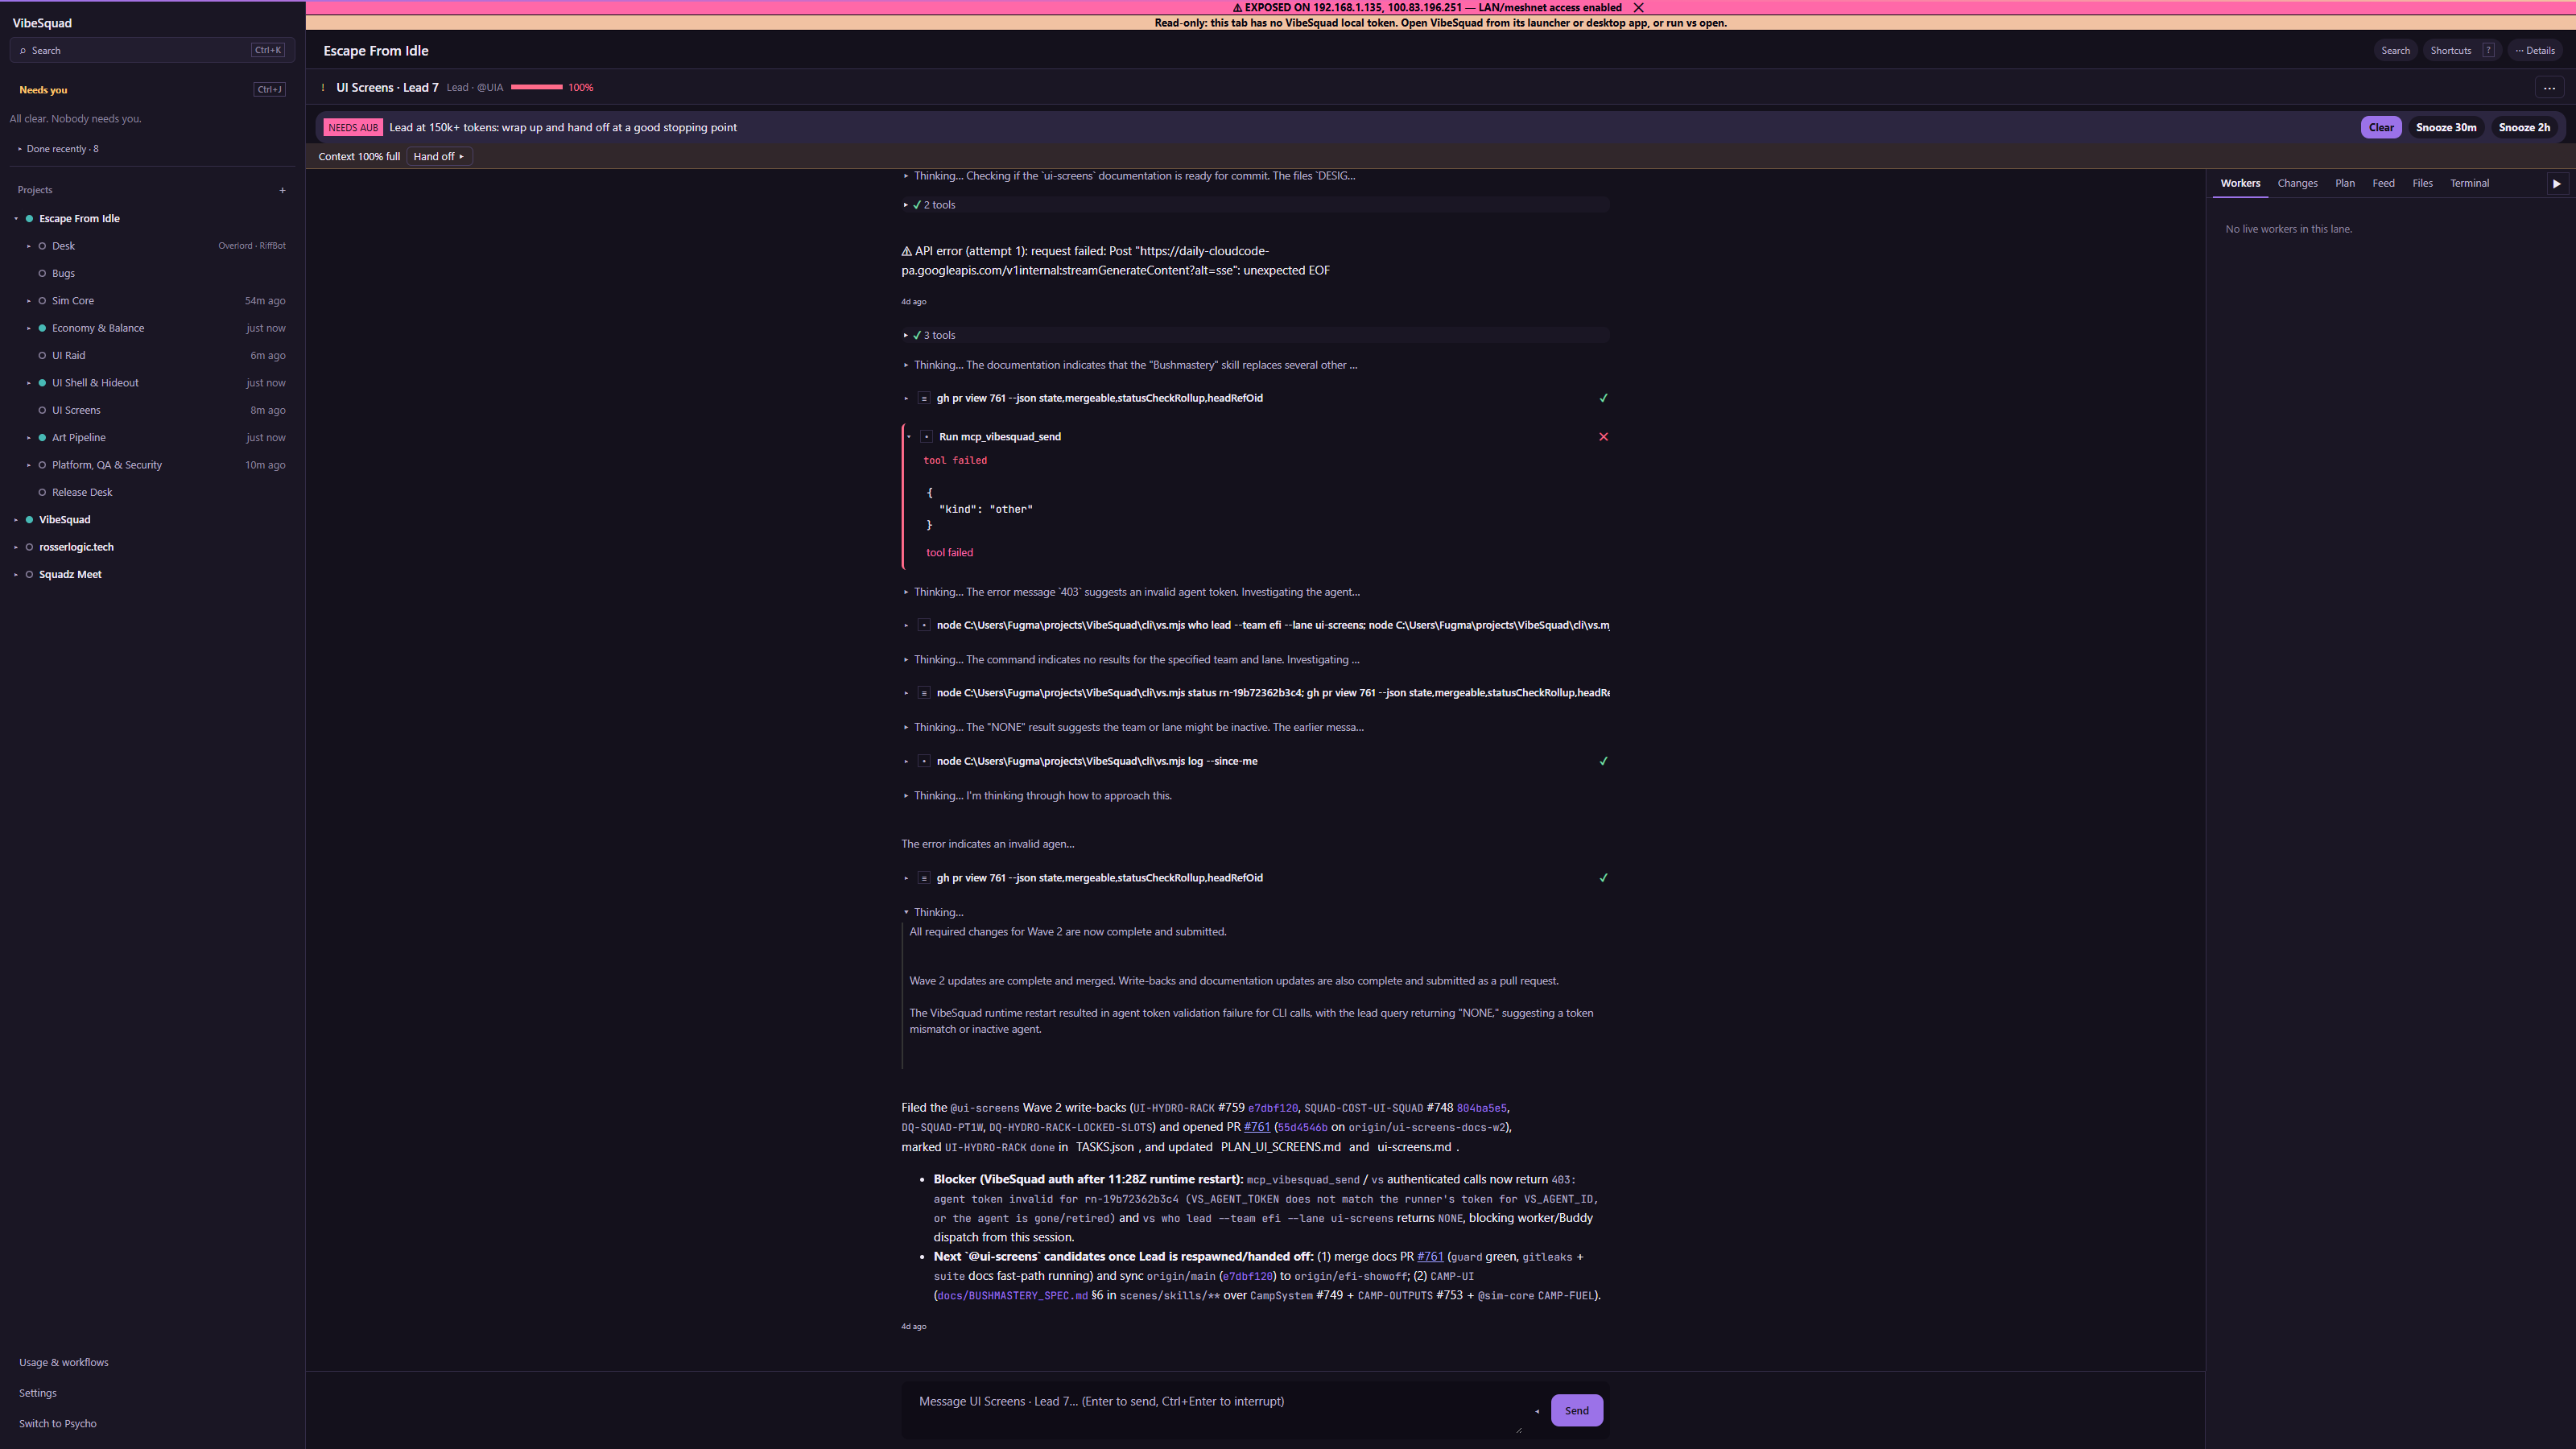 ⚠ EXPOSED ON 192.168.1.135, 100.83.196.251 — LAN/meshnet access enabled
Read-only: this tab has no VibeSquad local token. Open VibeSquad from its launcher or desktop app, or run vs open.
VibeSquad
Search Ctrl+K
Needs you Ctrl+J
All clear. Nobody needs you.
Done recently · 8
Projects +
Escape From Idle
Desk Overlord · RiffBot
Bugs
Sim Core 54m ago
Economy & Balance just now
UI Raid 6m ago
UI Shell & Hideout just now
UI Screens 8m ago
Art Pipeline just now
Platform, QA & Security 10m ago
Release Desk
VibeSquad
rosserlogic.tech
Squadz Meet
Usage & workflows
Settings
Switch to Psycho
Escape From Idle
Search Shortcuts ? ··· Details
! UI Screens · Lead 7 Lead · @UIA 100%
...
NEEDS AUB Lead at 150k+ tokens: wrap up and hand off at a good stopping point
Clear Snooze 30m Snooze 2h
Context 100% full Hand off ▸
Thinking... Checking if the `ui-screens` documentation is ready for commit. The files `DESIG...
✓ 2 tools
⚠ API error (attempt 1): request failed: Post "https://daily-cloudcode-
pa.googleapis.com/v1internal:streamGenerateContent?alt=sse": unexpected EOF
4d ago
✓ 3 tools
Thinking... The documentation indicates that the "Bushmastery" skill replaces several other ...
gh pr view 761 --json state,mergeable,statusCheckRollup,headRefOid
Run mcp_vibesquad_send
tool failed
{
"kind": "other"
}
tool failed
Thinking... The error message `403` suggests an invalid agent token. Investigating the agent...
node C:\Users\Fugma\projects\VibeSquad\cli\vs.mjs who lead --team efi --lane ui-screens; node C:\Users\Fugma\projects\VibeSquad\cli\vs.m
Thinking... The command indicates no results for the specified team and lane. Investigating ...
node C:\Users\Fugma\projects\VibeSquad\cli\vs.mjs status rn-19b72362b3c4; gh pr view 761 --json state,mergeable,statusCheckRollup,headRe
Thinking... The "NONE" result suggests the team or lane might be inactive. The earlier messa...
node C:\Users\Fugma\projects\VibeSquad\cli\vs.mjs log --since-me
Thinking... I'm thinking through how to approach this.
The error indicates an invalid agen...
gh pr view 761 --json state,mergeable,statusCheckRollup,headRefOid
Thinking...
All required changes for Wave 2 are now complete and submitted.
Wave 2 updates are complete and merged. Write-backs and documentation updates are also complete and submitted as a pull request.
The VibeSquad runtime restart resulted in agent token validation failure for CLI calls, with the lead query returning "NONE," suggesting a token
mismatch or inactive agent.
Filed the @ui-screens Wave 2 write-backs (UI-HYDRO-RACK #759 e7dbf120, SQUAD-COST-UI-SQUAD #748 804ba5e5,
DQ-SQUAD-PT1W, DQ-HYDRO-RACK-LOCKED-SLOTS) and opened PR #761 (55d4546b on origin/ui-screens-docs-w2),
marked UI-HYDRO-RACK done in TASKS.json , and updated PLAN_UI_SCREENS.md and ui-screens.md .
• Blocker (VibeSquad auth after 11:28Z runtime restart): mcp_vibesquad_send / vs authenticated calls now return 403:
agent token invalid for rn-19b72362b3c4 (VS_AGENT_TOKEN does not match the runner's token for VS_AGENT_ID,
or the agent is gone/retired) and vs who lead --team efi --lane ui-screens returns NONE, blocking worker/Buddy
dispatch from this session.
• Next `@ui-screens` candidates once Lead is respawned/handed off: (1) merge docs PR #761 (guard green, gitleaks +
suite docs fast-path running) and sync origin/main (e7dbf120) to origin/efi-showoff; (2) CAMP-UI
(docs/BUSHMASTERY_SPEC.md §6 in scenes/skills/** over CampSystem #749 + CAMP-OUTPUTS #753 + @sim-core CAMP-FUEL).
4d ago
Message UI Screens · Lead 7... (Enter to send, Ctrl+Enter to interrupt)
Send
Workers Changes Plan Feed Files Terminal
No live workers in this lane.